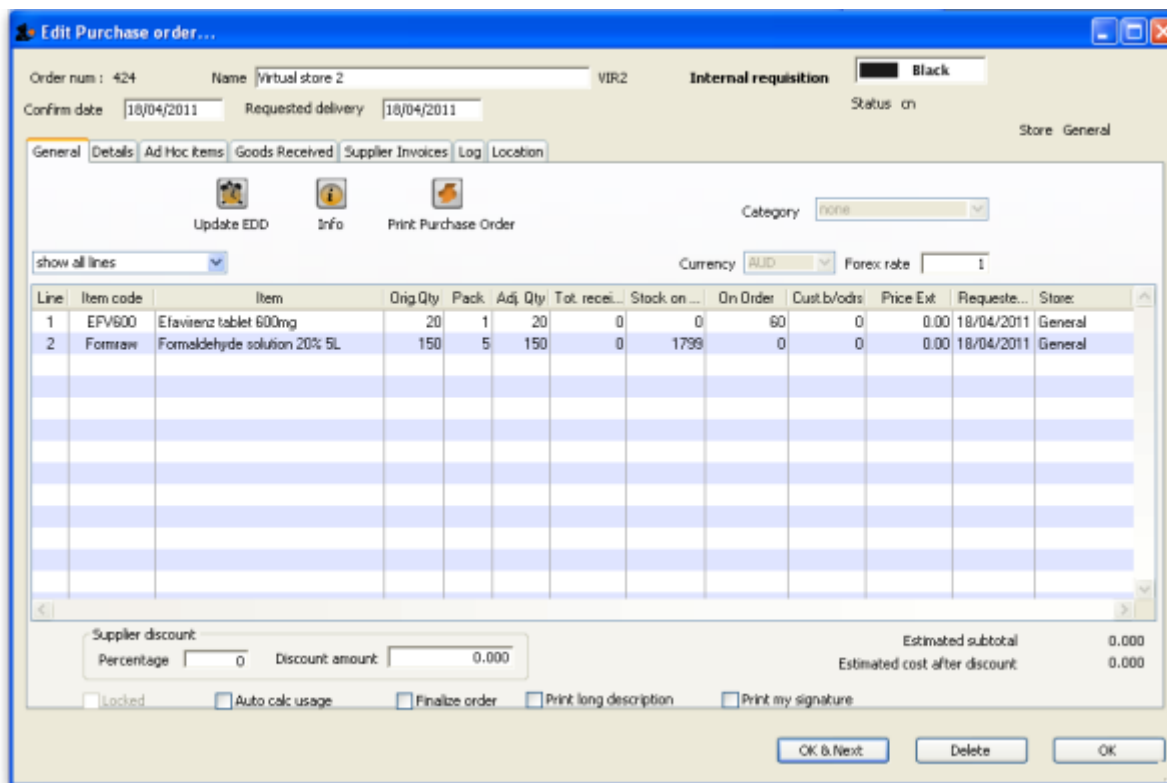 Edit Purchase order...
Order num : 424 Name Virtual store 2 VIR2 Internal requisition Black
Confirm date 18/04/2011 Requested delivery 18/04/2011 Status cn
Store General
General Details Ad Hoc items Goods Received Supplier Invoices Log Location
Update EDD Info Print Purchase Order Category none
show all lines Currency AUD Forex rate 1
Line Item code Item Orig.Qty Pack Adj. Qty Tot. recei... Stock on ... On Order Cust.b/odrs Price Ext Requeste... Store:
1 EFV600 Efavirenz tablet 600mg 20 1 20 0 0 60 0 0.00 18/04/2011 General
2 Formraw Formaldehyde solution 20% 5L 150 5 150 0 1799 0 0 0.00 18/04/2011 General
Supplier discount Estimated subtotal 0.000
Percentage 0 Discount amount 0.000 Estimated cost after discount 0.000
Locked Auto calc usage Finalize order Print long description Print my signature
OK & Next Delete OK